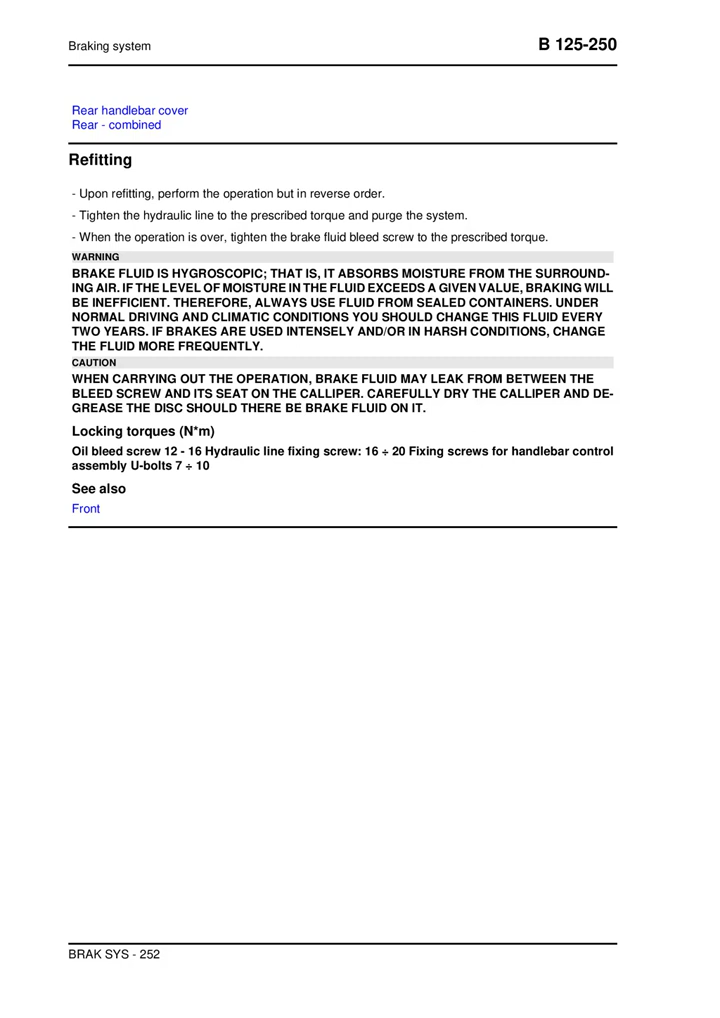 Braking system
B 125-250
Rear handlebar cover
Rear - combined
Refitting
- Upon refitting, perform the operation but in reverse order.
- Tighten the hydraulic line to the prescribed torque and purge the system.
- When the operation is over, tighten the brake fluid bleed screw to the prescribed torque.
WARNING
BRAKE FLUID IS HYGROSCOPIC; THAT IS, IT ABSORBS MOISTURE FROM THE SURROUND-
ING AIR. IF THE LEVEL OF MOISTURE IN THE FLUID EXCEEDS A GIVEN VALUE, BRAKING WILL
BE INEFFICIENT. THEREFORE, ALWAYS USE FLUID FROM SEALED CONTAINERS. UNDER
NORMAL DRIVING AND CLIMATIC CONDITIONS YOU SHOULD CHANGE THIS FLUID EVERY
TWO YEARS. IF BRAKES ARE USED INTENSELY AND/OR IN HARSH CONDITIONS, CHANGE
THE FLUID MORE FREQUENTLY.
CAUTION
WHEN CARRYING OUT THE OPERATION, BRAKE FLUID MAY LEAK FROM BETWEEN THE
BLEED SCREW AND ITS SEAT ON THE CALLIPER. CAREFULLY DRY THE CALLIPER AND DE-
GREASE THE DISC SHOULD THERE BE BRAKE FLUID ON IT.
Locking torques (N*m)
Oil bleed screw 12 - 16 Hydraulic line fixing screw: 16 ÷ 20 Fixing screws for handlebar control
assembly U-bolts 7 ÷ 10
See also
Front
BRAK SYS - 252